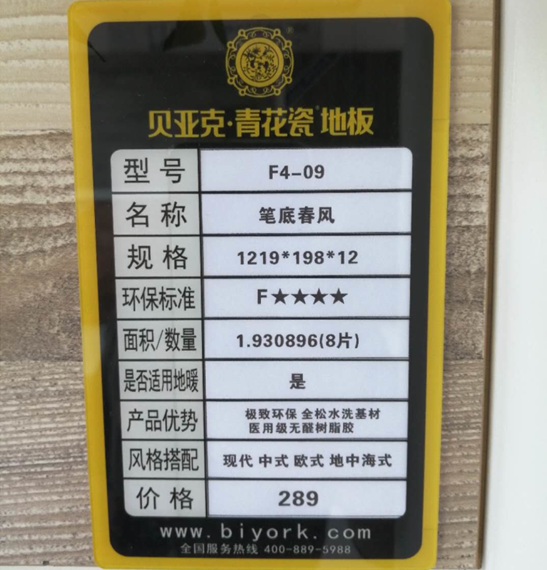 贝亚克·青花瓷®地板
型号 F4-09
名称 笔底春风
规格 1219*198*12
环保标准 F★★★★
面积/数量 1.930896(8片)
是否适用地暖 是
产品优势 极致环保 全松水洗基材
医用级无醛树脂胶
风格搭配 现代 中式 欧式 地中海式
价格 289
www.biyork.com
全国服务热线 400-889-5988